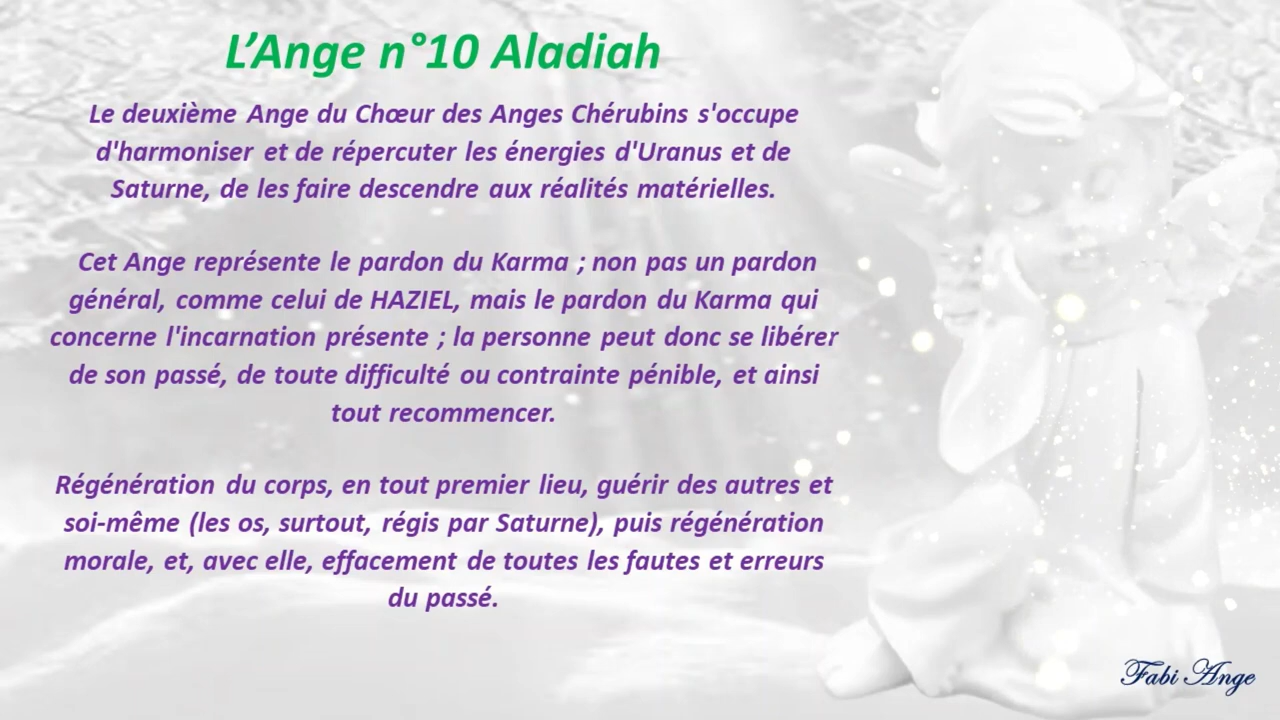 L’Ange n°10 Aladiah
Le deuxième Ange du Chœur des Anges Chérubins s'occupe
d'harmoniser et de répercuter les énergies d'Uranus et de
Saturne, de les faire descendre aux réalités matérielles.
Cet Ange représente le pardon du Karma ; non pas un pardon
général, comme celui de HAZIEL, mais le pardon du Karma qui
concerne l'incarnation présente ; la personne peut donc se libérer
de son passé, de toute difficulté ou contrainte pénible, et ainsi
tout recommencer.
Régénération du corps, en tout premier lieu, guérir des autres et
soi-même (les os, surtout, régis par Saturne), puis régénération
morale, et, avec elle, effacement de toutes les fautes et erreurs
du passé.
Fabi Ange